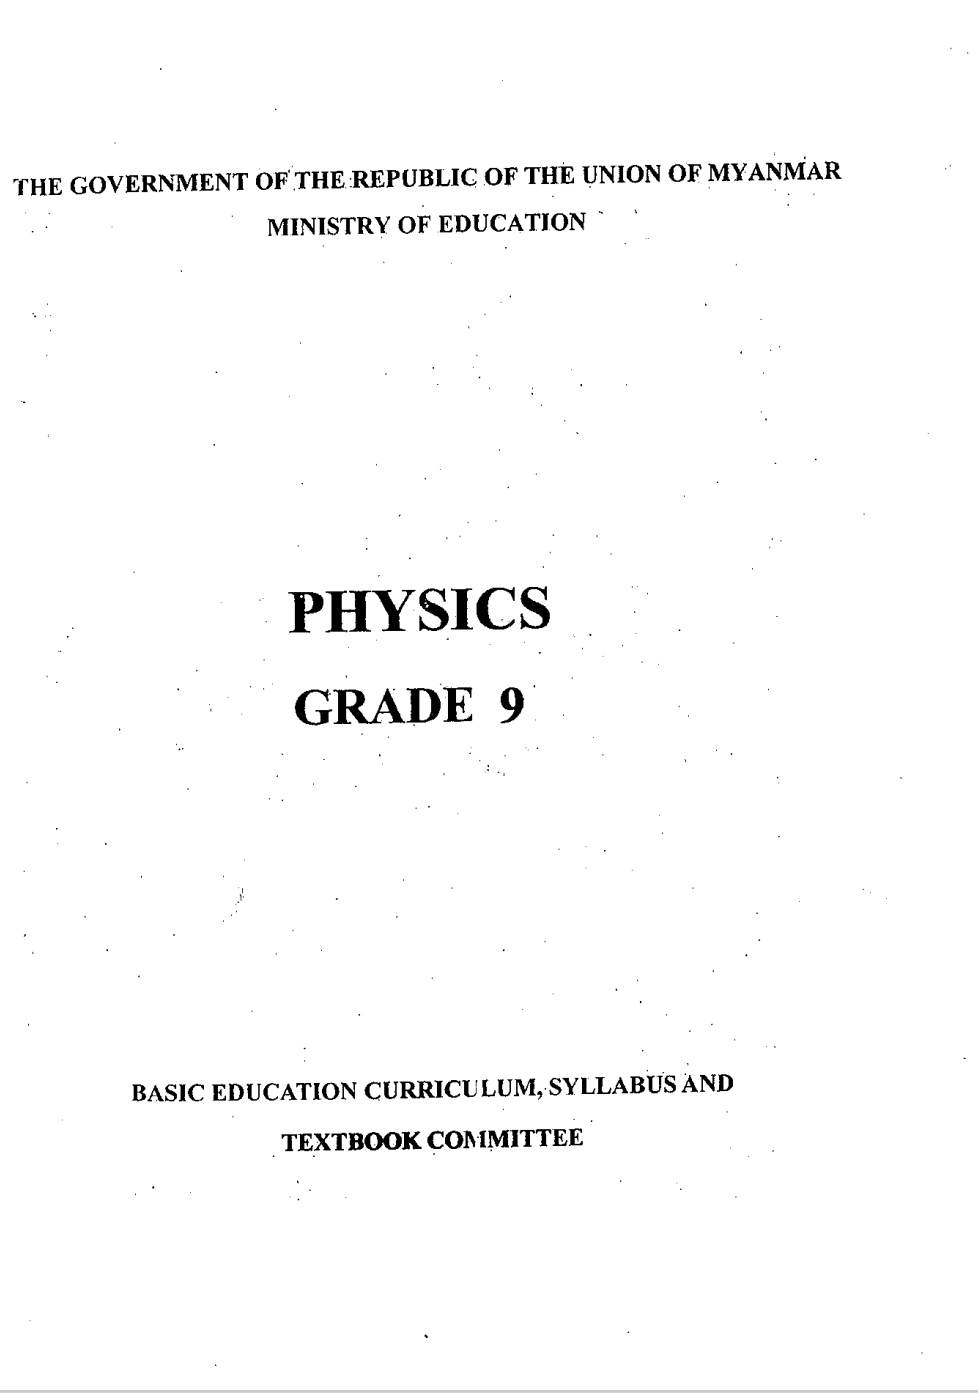 THE GOVERNMENT OF THE REPUBLIC OF THE UNION OF MYANMAR
MINISTRY OF EDUCATION
PHYSICS
GRADE 9
BASIC EDUCATION CURRICULUM, SYLLABUS AND
TEXTBOOK COMMITTEE